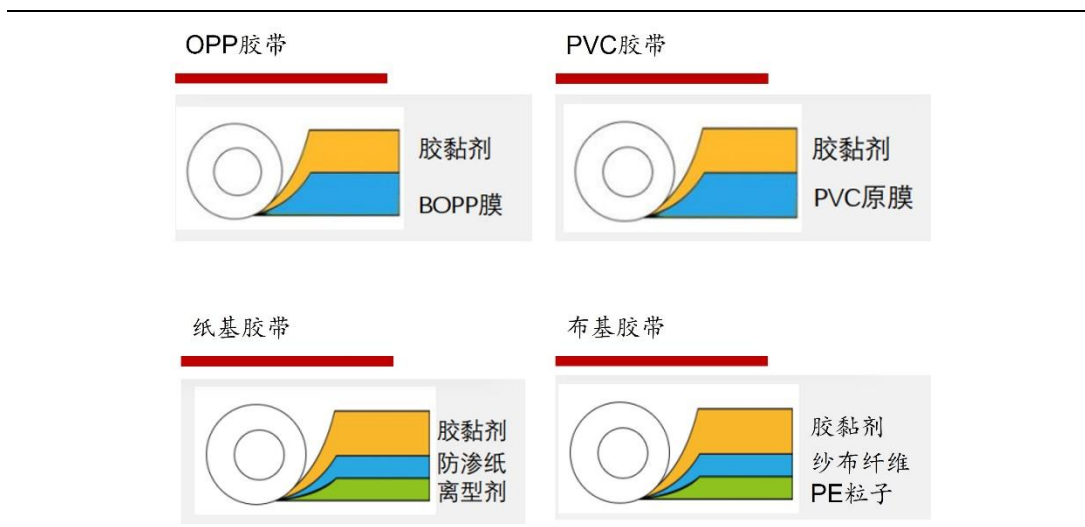 OPP胶带
PVC胶带
胶黏剂
BOPP膜
胶黏剂
PVC原膜
纸基胶带
布基胶带
胶黏剂
防渗纸
离型剂
胶黏剂
纱布纤维
PE粒子